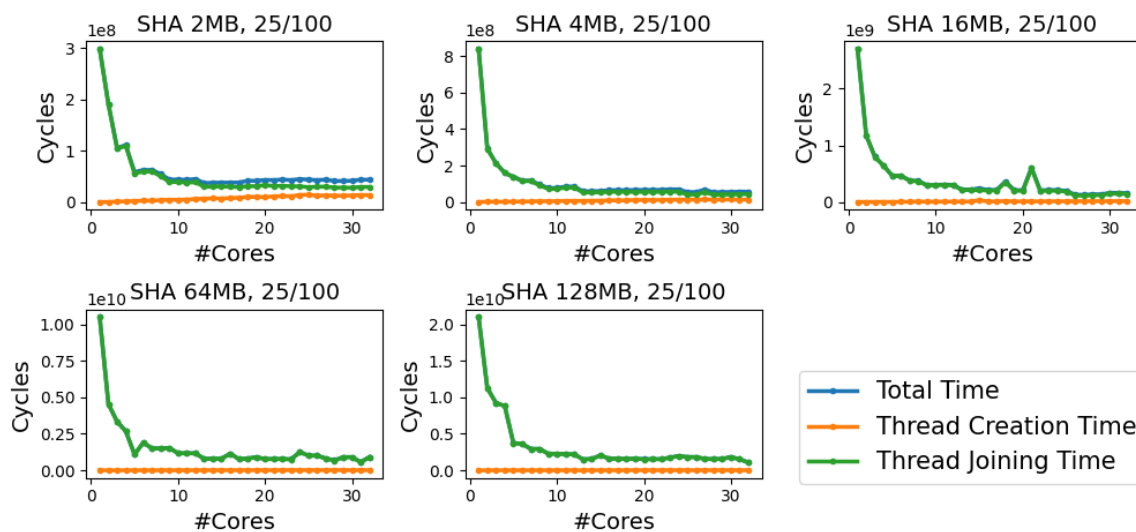 SHA 2MB, 25/100
1e8
3
2
1
0
Cycles
0 10 20 30
#Cores
SHA 4MB, 25/100
1e8
8
6
4
2
0
Cycles
0 10 20 30
#Cores
SHA 16MB, 25/100
1e9
2
1
0
Cycles
0 10 20 30
#Cores
SHA 64MB, 25/100
1e10
1.00
0.75
0.50
0.25
0.00
Cycles
0 10 20 30
#Cores
SHA 128MB, 25/100
1e10
2.0
1.5
1.0
0.5
0.0
Cycles
0 10 20 30
#Cores
Total Time
Thread Creation Time
Thread Joining Time